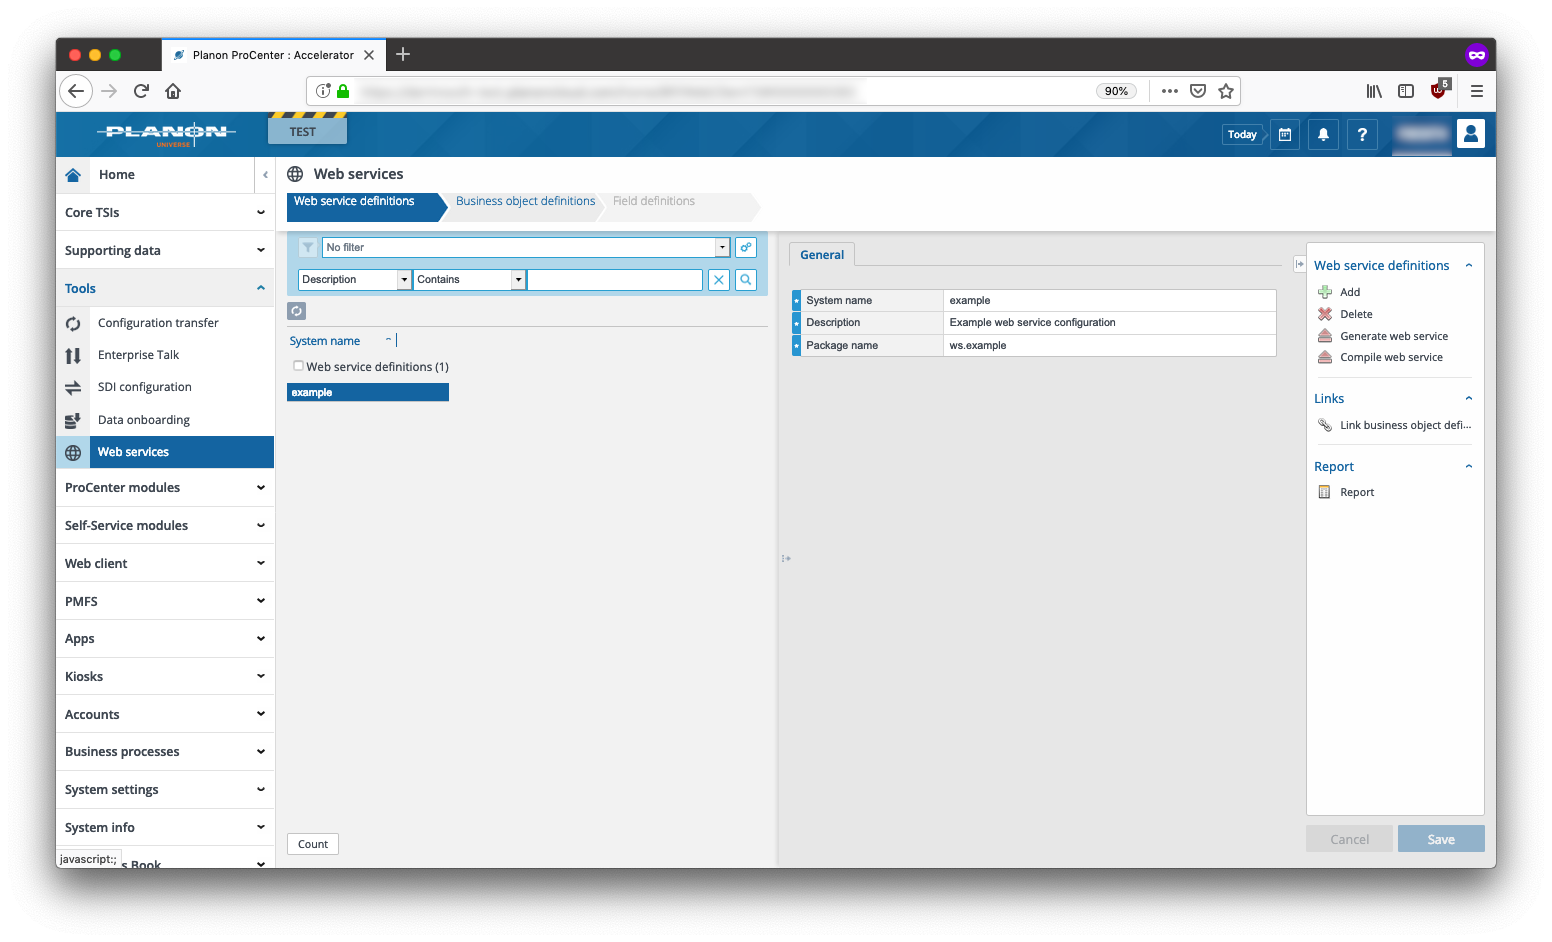 Planon ProCenter : Accelerator
90%
5
PLANON
UNIVERSE
TEST
Today
?
Home
Core TSIs
Supporting data
Tools
Configuration transfer
Enterprise Talk
SDI configuration
Data onboarding
Web services
ProCenter modules
Self-Service modules
Web client
PMFS
Apps
Kiosks
Accounts
Business processes
System settings
System info
s Book
javascript:;
Web services
Web service definitions
Business object definitions
Field definitions
No filter
Description
Contains
System name
Web service definitions (1)
example
Count
General
System name
example
Description
Example web service configuration
Package name
ws.example
Web service definitions
Add
Delete
Generate web service
Compile web service
Links
Link business object defi...
Report
Report
Cancel
Save